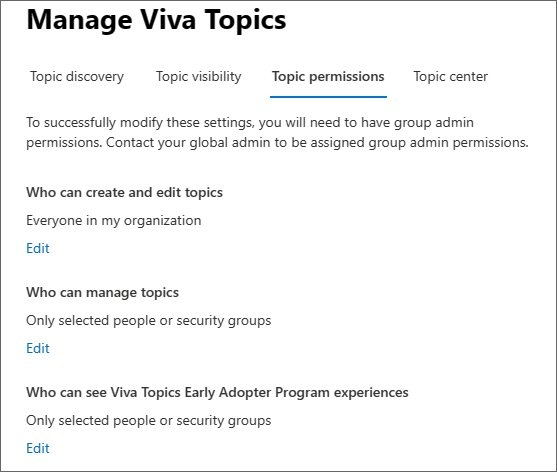 Manage Viva Topics
Topic discovery Topic visibility Topic permissions Topic center
To successfully modify these settings, you will need to have group admin
permissions. Contact your global admin to be assigned group admin permissions.
Who can create and edit topics
Everyone in my organization
Edit
Who can manage topics
Only selected people or security groups
Edit
Who can see Viva Topics Early Adopter Program experiences
Only selected people or security groups
Edit